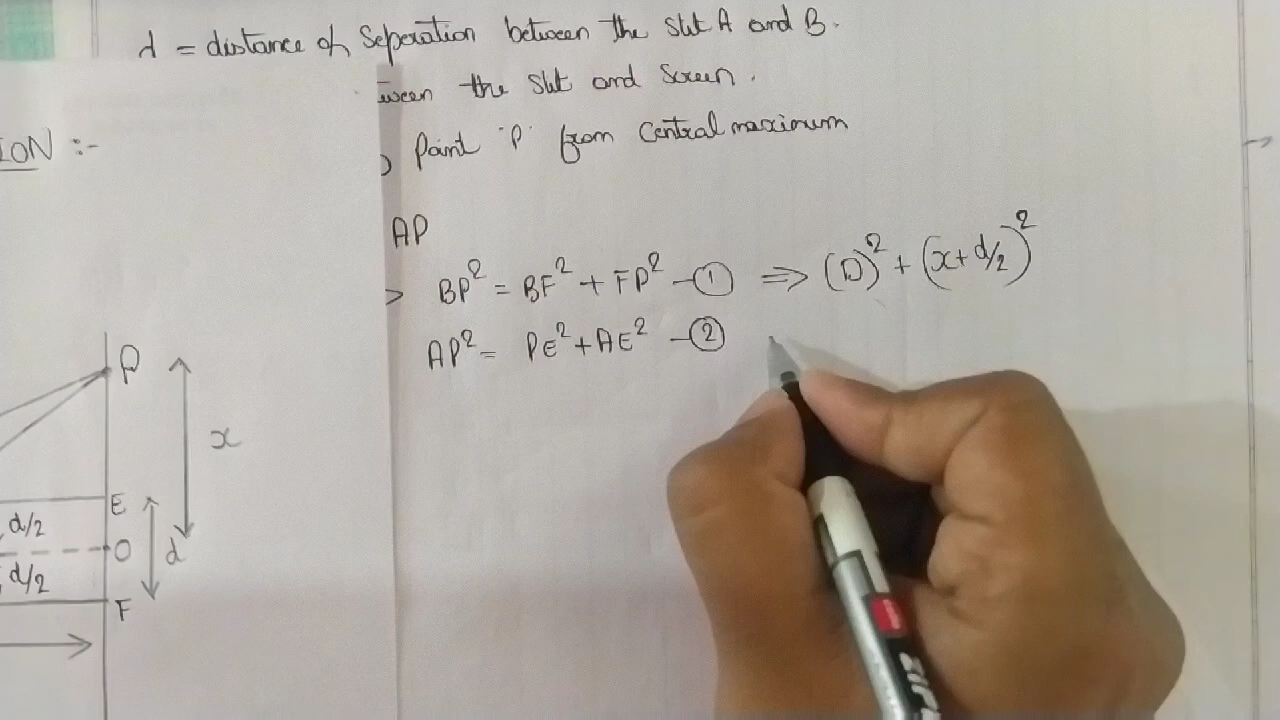 d = distance of Seperation between the slit A and B.
ween the slit and screen.
Point 'P' from Central maximum
ION :-
AP
BP² = BF² + FP² - ① ⇒ (D)² + (x+d/2)²
AP² = PE² + AE² - ②
P
x
E
d/2
O
d
d/2
F